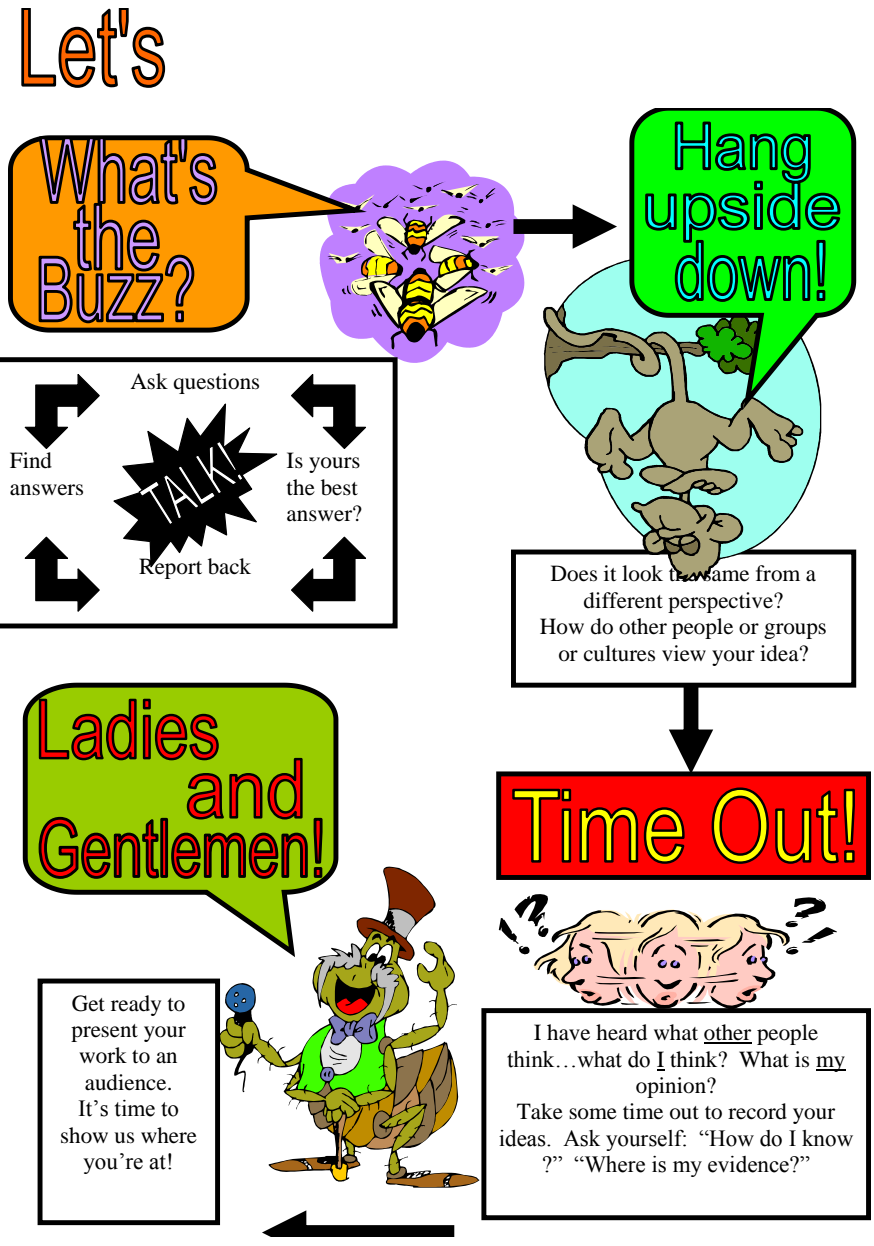 Let's
What's
the
Buzz?
Hang
upside
down!
Ask questions
Find
answers
TALK!
Is yours
the best
answer?
Report back
Does it look the same from a
different perspective?
How do other people or groups
or cultures view your idea?
Time Out!
!?
?!
I have heard what other people
think…what do I think? What is my
opinion?
Take some time out to record your
ideas. Ask yourself: “How do I know
?” “Where is my evidence?”
Ladies
and
Gentlemen!
Get ready to
present your
work to an
audience.
It’s time to
show us where
you’re at!